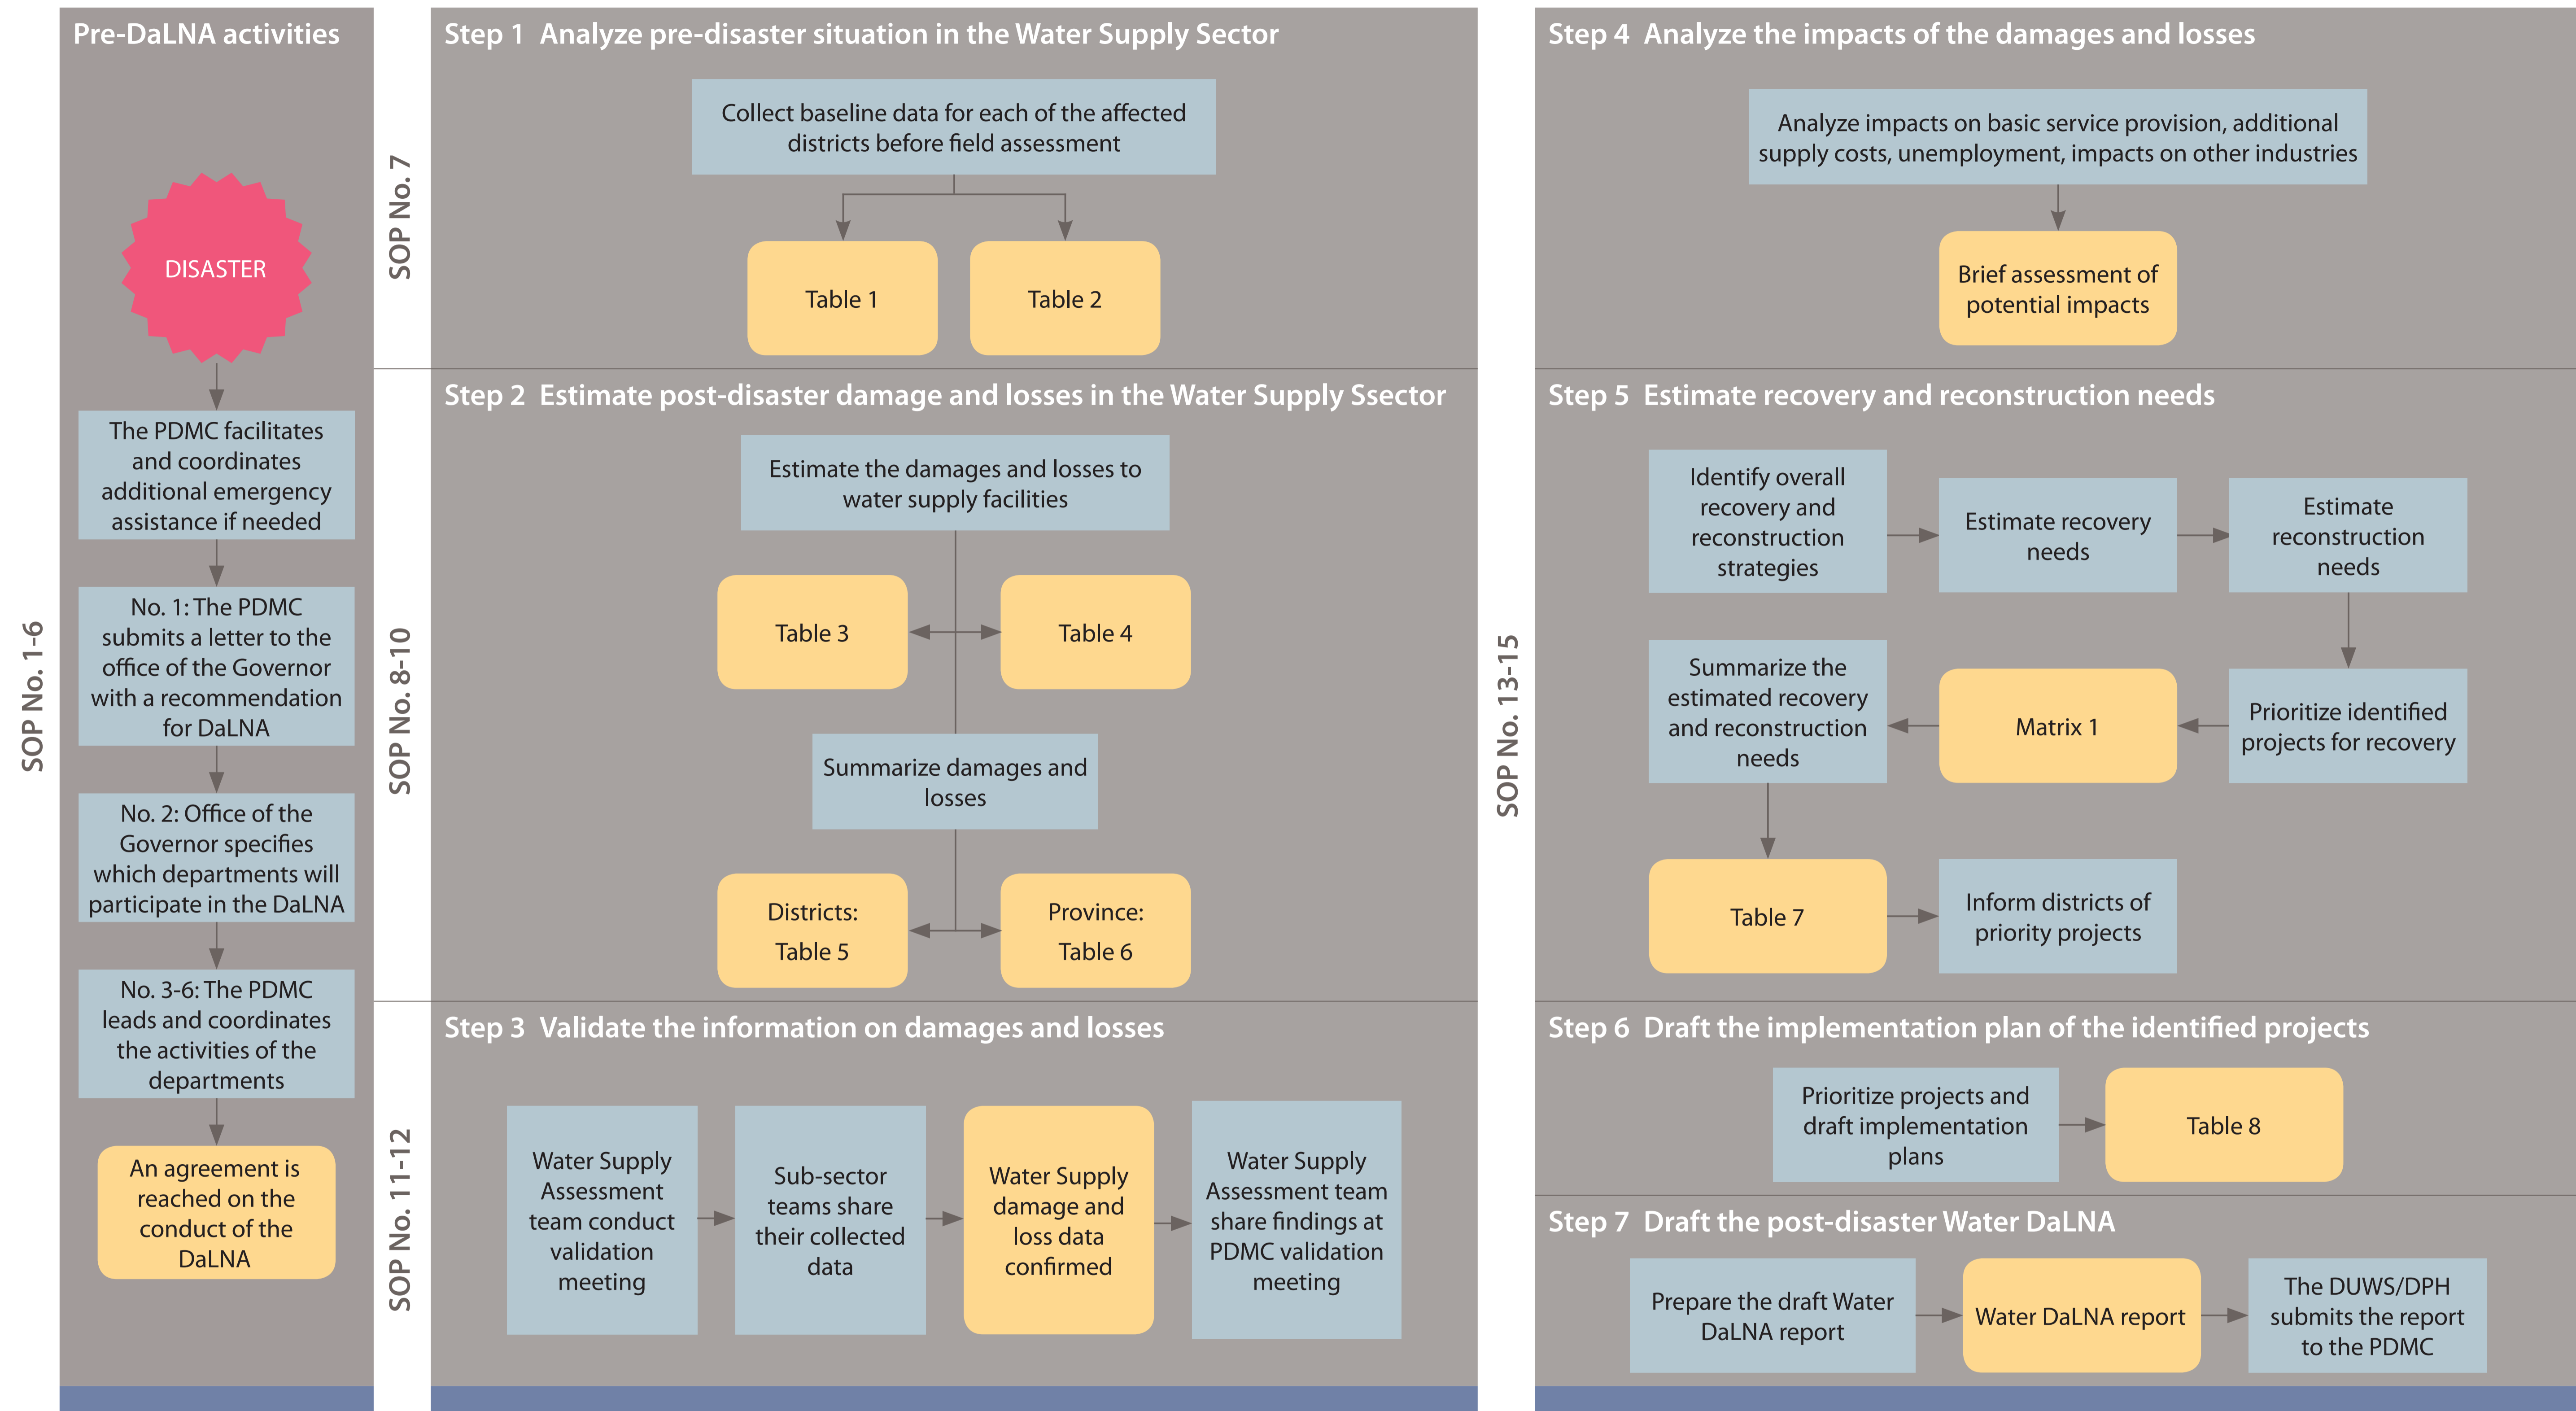 Pre-DaLNA activities
SOP No. 1-6
DISASTER
The PDMC facilitates
and coordinates
additional emergency
assistance if needed
No. 1: The PDMC
submits a letter to the
office of the Governor
with a recommendation
for DaLNA
No. 2: Office of the
Governor specifies
which departments will
participate in the DaLNA
No. 3-6: The PDMC
leads and coordinates
the activities of the
departments
An agreement is
reached on the
conduct of the
DaLNA
SOP No. 7
Step 1 Analyze pre-disaster situation in the Water Supply Sector
Collect baseline data for each of the affected
districts before field assessment
Table 1
Table 2
SOP No. 8-10
Step 2 Estimate post-disaster damage and losses in the Water Supply Ssector
Estimate the damages and losses to
water supply facilities
Table 3
Table 4
Summarize damages and
losses
Districts:
Table 5
Province:
Table 6
SOP No. 11-12
Step 3 Validate the information on damages and losses
Water Supply
Assessment
team conduct
validation
meeting
Sub-sector
teams share
their collected
data
Water Supply
damage and
loss data
confirmed
Water Supply
Assessment team
share findings at
PDMC validation
meeting
SOP No. 13-15
Step 4 Analyze the impacts of the damages and losses
Analyze impacts on basic service provision, additional
supply costs, unemployment, impacts on other industries
Brief assessment of
potential impacts
Step 5 Estimate recovery and reconstruction needs
Identify overall
recovery and
reconstruction
strategies
Estimate recovery
needs
Estimate
reconstruction
needs
Prioritize identified
projects for recovery
Matrix 1
Summarize the
estimated recovery
and reconstruction
needs
Table 7
Inform districts of
priority projects
Step 6 Draft the implementation plan of the identified projects
Prioritize projects and
draft implementation
plans
Table 8
Step 7 Draft the post-disaster Water DaLNA
Prepare the draft Water
DaLNA report
Water DaLNA report
The DUWS/DPH
submits the report
to the PDMC